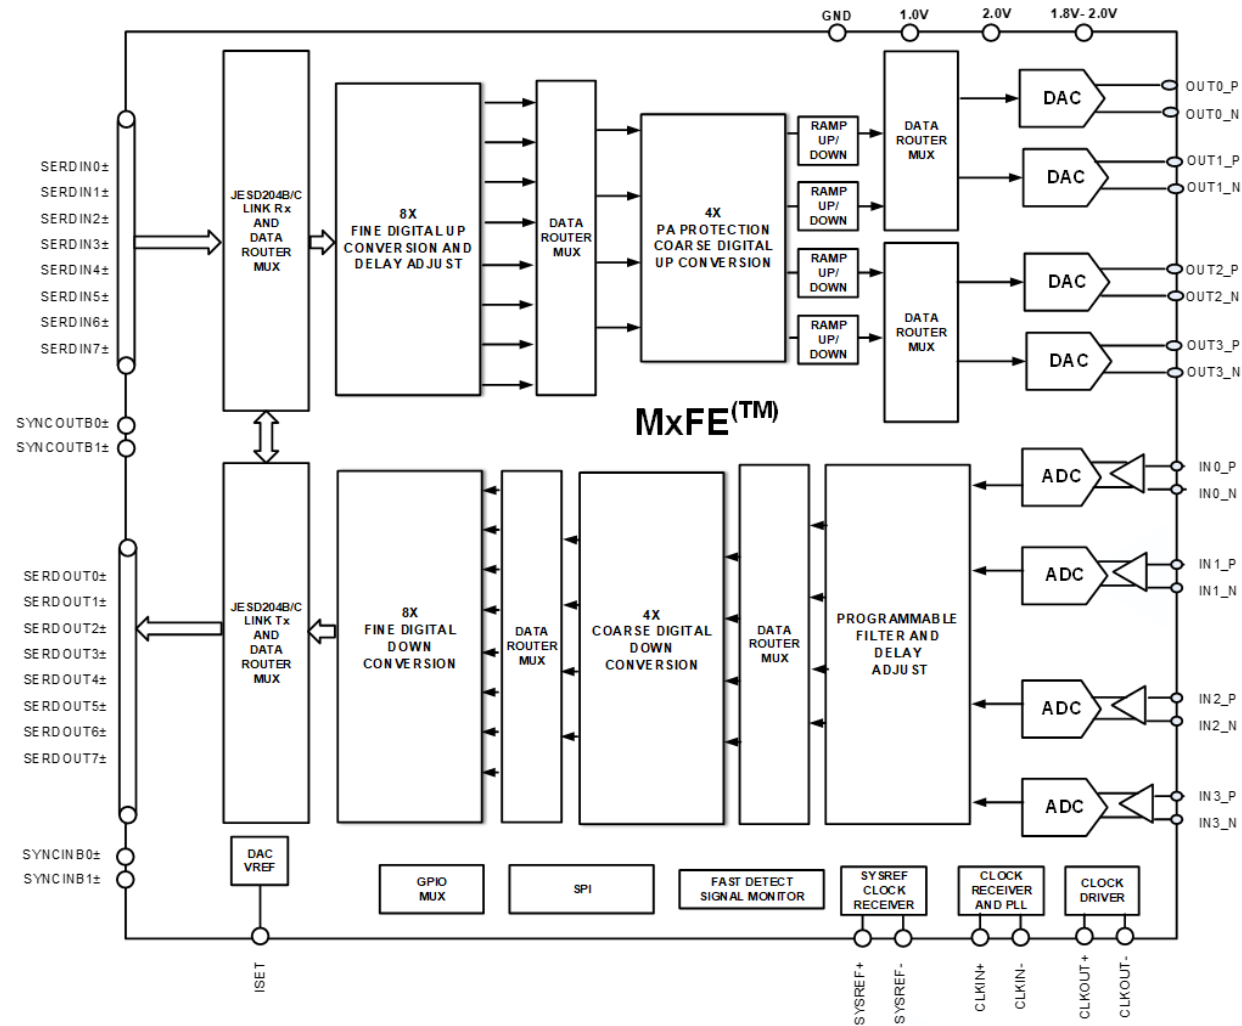 GND
1.0V
2.0V
1.8V- 2.0V
SERDIN0±
SERDIN1±
SERDIN2±
SERDIN3±
SERDIN4±
SERDIN5±
SERDIN6±
SERDIN7±
SYNCOUTB0±
SYNCOUTB1±
JESD204B/C
LINK Rx
AND
DATA
ROUTER
MUX
8X
FINE DIGITAL UP
CONVERSION AND
DELAY ADJUST
DATA
ROUTER
MUX
4X
PA PROTECTION
COARSE DIGITAL
UP CONVERSION
RAMP
UP/
DOWN
RAMP
UP/
DOWN
RAMP
UP/
DOWN
RAMP
UP/
DOWN
DATA
ROUTER
MUX
DATA
ROUTER
MUX
DAC
DAC
DAC
DAC
OUT0_P
OUT0_N
OUT1_P
OUT1_N
OUT2_P
OUT2_N
OUT3_P
OUT3_N
MxFE(TM)
SERDOUT0±
SERDOUT1±
SERDOUT2±
SERDOUT3±
SERDOUT4±
SERDOUT5±
SERDOUT6±
SERDOUT7±
SYNCINB0±
SYNCINB1±
JESD204B/C
LINK Tx
AND
DATA
ROUTER
MUX
8X
FINE DIGITAL
DOWN
CONVERSION
DATA
ROUTER
MUX
4X
COARSE DIGITAL
DOWN
CONVERSION
DATA
ROUTER
MUX
PROGRAMMABLE
FILTER AND
DELAY
ADJUST
ADC
ADC
ADC
ADC
IN0_P
IN0_N
IN1_P
IN1_N
IN2_P
IN2_N
IN3_P
IN3_N
DAC
VREF
GPIO
MUX
SPI
FAST DETECT
SIGNAL MONITOR
SYSREF
CLOCK
RECEIVER
CLOCK
RECEIVER
AND PLL
CLOCK
DRIVER
ISET
SYSREF+
SYSREF-
CLKIN+
CLKIN-
CLKOUT+
CLKOUT-